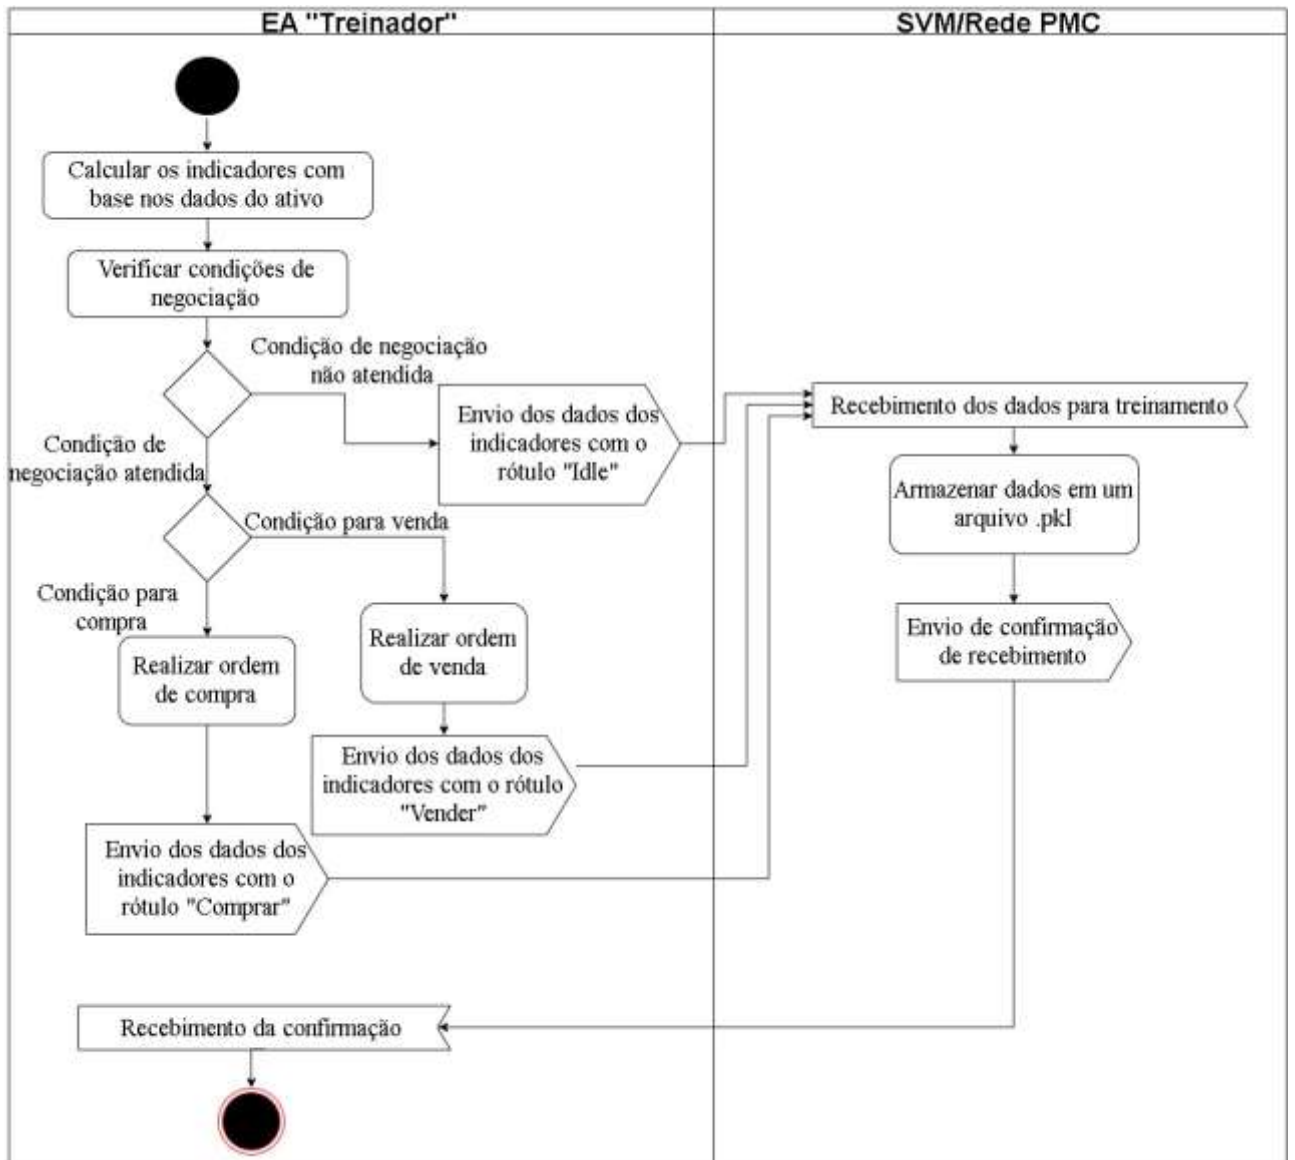 EA "Treinador"
SVM/Rede PMC
Calcular os indicadores com
base nos dados do ativo
Verificar condições de
negociação
Condição de negociação
não atendida
Envio dos dados dos
indicadores com o
rótulo "Idle"
Recebimento dos dados para treinamento
Condição de
negociação atendida
Armazenar dados em um
arquivo .pkl
Condição para venda
Condição para
compra
Realizar ordem
de venda
Envio de confirmação
de recebimento
Realizar ordem
de compra
Envio dos dados dos
indicadores com o rótulo
"Vender"
Envio dos dados dos
indicadores com o
rótulo "Comprar"
Recebimento da confirmação